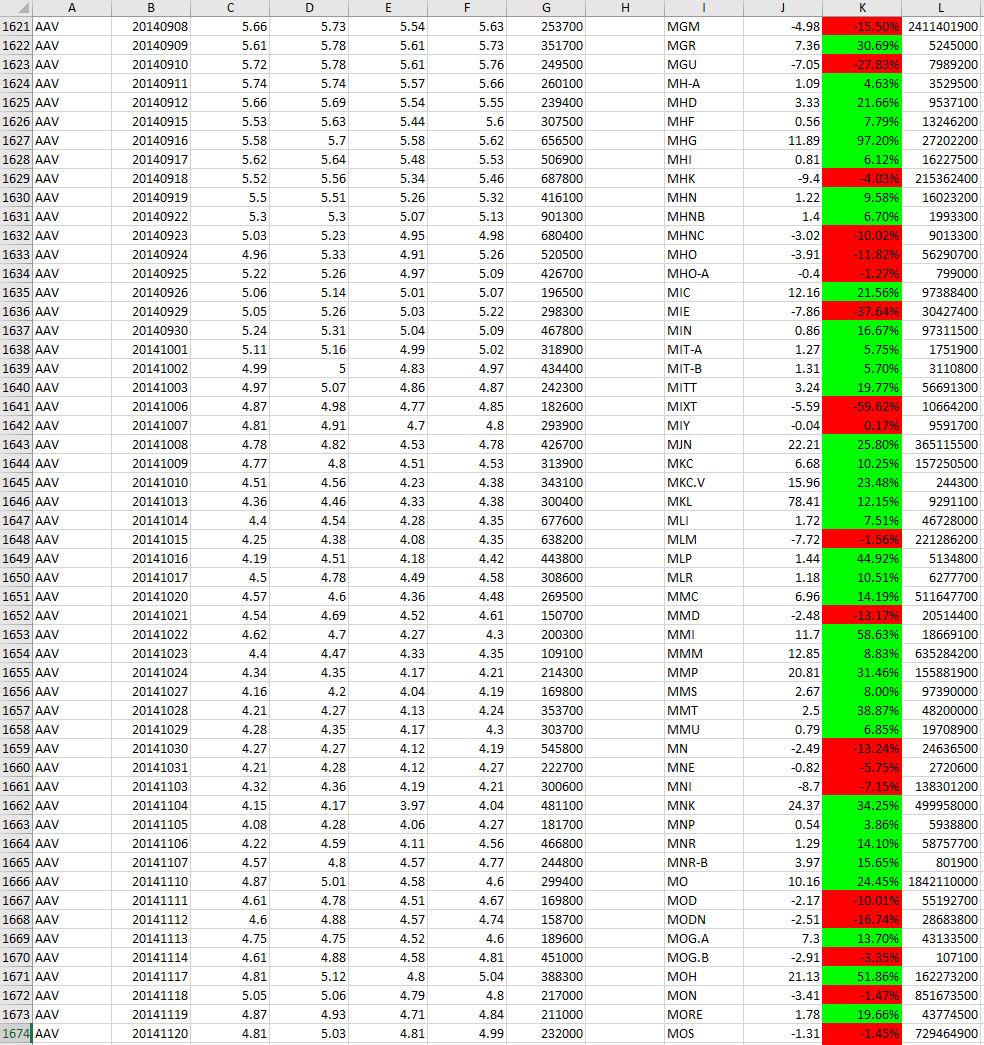 A B C D E F G H I J K L
1621 AAV 20140908 5.66 5.73 5.54 5.63 253700 MGM -4.98 -15.50% 2411401900
1622 AAV 20140909 5.61 5.78 5.61 5.73 351700 MGR 7.36 30.69% 5245000
1623 AAV 20140910 5.72 5.78 5.61 5.76 249500 MGU -7.05 -27.83% 7989200
1624 AAV 20140911 5.74 5.74 5.57 5.66 260100 MH-A 1.09 4.63% 3529500
1625 AAV 20140912 5.66 5.69 5.54 5.55 239400 MHD 3.33 21.66% 9537100
1626 AAV 20140915 5.53 5.63 5.44 5.6 307500 MHF 0.56 7.79% 13246200
1627 AAV 20140916 5.58 5.7 5.58 5.62 656500 MHG 11.89 97.20% 27202200
1628 AAV 20140917 5.62 5.64 5.48 5.53 506900 MHI 0.81 6.12% 16227500
1629 AAV 20140918 5.52 5.56 5.34 5.46 687800 MHK -9.4 -4.03% 215362400
1630 AAV 20140919 5.5 5.51 5.26 5.32 416100 MHN 1.22 9.58% 16023200
1631 AAV 20140922 5.3 5.3 5.07 5.13 901300 MHNB 1.4 6.70% 1993300
1632 AAV 20140923 5.03 5.23 4.95 4.98 680400 MHNC -3.02 -10.02% 9013300
1633 AAV 20140924 4.96 5.33 4.91 5.26 520500 MHO -3.91 -11.82% 56290700
1634 AAV 20140925 5.22 5.26 4.97 5.09 426700 MHO-A -0.4 -1.27% 799000
1635 AAV 20140926 5.06 5.14 5.01 5.07 196500 MIC 12.16 21.56% 97388400
1636 AAV 20140929 5.05 5.26 5.03 5.22 298300 MIE -7.86 -37.64% 30427400
1637 AAV 20140930 5.24 5.31 5.04 5.09 467800 MIN 0.86 16.67% 97311500
1638 AAV 20141001 5.11 5.16 4.99 5.02 318900 MIT-A 1.27 5.75% 1751900
1639 AAV 20141002 4.99 5 4.83 4.97 434400 MIT-B 1.31 5.70% 3110800
1640 AAV 20141003 4.97 5.07 4.86 4.87 242300 MITT 3.24 19.77% 56691300
1641 AAV 20141006 4.87 4.98 4.77 4.85 182600 MIXT -5.59 -59.62% 10664200
1642 AAV 20141007 4.81 4.91 4.7 4.8 293900 MIY -0.04 0.17% 9591700
1643 AAV 20141008 4.78 4.82 4.53 4.78 426700 MJN 22.21 25.80% 365115500
1644 AAV 20141009 4.77 4.8 4.51 4.53 313900 MKC 6.68 10.25% 157250500
1645 AAV 20141010 4.51 4.56 4.23 4.38 343100 MKC.V 15.96 23.48% 244300
1646 AAV 20141013 4.36 4.46 4.33 4.38 300400 MKL 78.41 12.15% 9291100
1647 AAV 20141014 4.4 4.54 4.28 4.35 677600 MLI 1.72 7.51% 46728000
1648 AAV 20141015 4.25 4.38 4.08 4.35 638200 MLM -7.72 -1.56% 221286200
1649 AAV 20141016 4.19 4.51 4.18 4.42 443800 MLP 1.44 44.92% 5134800
1650 AAV 20141017 4.5 4.78 4.49 4.58 308600 MLR 1.18 10.51% 6277700
1651 AAV 20141020 4.57 4.6 4.36 4.48 269500 MMC 6.96 14.19% 511647700
1652 AAV 20141021 4.54 4.69 4.52 4.61 150700 MMD -2.48 -13.17% 20514400
1653 AAV 20141022 4.62 4.7 4.27 4.3 200300 MMI 11.7 58.63% 18669100
1654 AAV 20141023 4.4 4.47 4.33 4.35 109100 MMM 12.85 8.83% 635284200
1655 AAV 20141024 4.34 4.35 4.17 4.21 214300 MMP 20.81 31.46% 155881900
1656 AAV 20141027 4.16 4.2 4.04 4.19 169800 MMS 2.67 8.00% 97390000
1657 AAV 20141028 4.21 4.27 4.13 4.24 353700 MMT 2.5 38.87% 48200000
1658 AAV 20141029 4.28 4.35 4.17 4.3 303700 MMU 0.79 6.85% 19708900
1659 AAV 20141030 4.27 4.27 4.12 4.19 545800 MN -2.49 -13.24% 24636500
1660 AAV 20141031 4.21 4.28 4.12 4.27 222700 MNE -0.82 -5.75% 2720600
1661 AAV 20141103 4.32 4.36 4.19 4.21 300600 MNI -8.7 -7.15% 138301200
1662 AAV 20141104 4.15 4.17 3.97 4.04 481100 MNK 24.37 34.25% 499958000
1663 AAV 20141105 4.08 4.28 4.06 4.27 181700 MNP 0.54 3.86% 5938800
1664 AAV 20141106 4.22 4.59 4.11 4.56 466800 MNR 1.29 14.10% 58757700
1665 AAV 20141107 4.57 4.8 4.57 4.77 244800 MNR-B 3.97 15.65% 801900
1666 AAV 20141110 4.87 5.01 4.58 4.6 299400 MO 10.16 24.45% 1842110000
1667 AAV 20141111 4.61 4.78 4.51 4.67 169800 MOD -2.17 -10.01% 55192700
1668 AAV 20141112 4.6 4.88 4.57 4.74 158700 MODN -2.51 -16.74% 28683800
1669 AAV 20141113 4.75 4.75 4.52 4.6 189600 MOG.A 7.3 13.70% 43133500
1670 AAV 20141114 4.61 4.88 4.58 4.81 451000 MOG.B -2.91 -3.35% 107100
1671 AAV 20141117 4.81 5.12 4.8 5.04 388300 MOH 21.13 51.86% 162273200
1672 AAV 20141118 5.05 5.06 4.79 4.8 217000 MON -3.41 -1.47% 851673500
1673 AAV 20141119 4.87 4.93 4.71 4.84 211000 MORE 1.78 19.66% 43774500
1674 AAV 20141120 4.81 5.03 4.81 4.99 232000 MOS -1.31 -1.45% 729464900